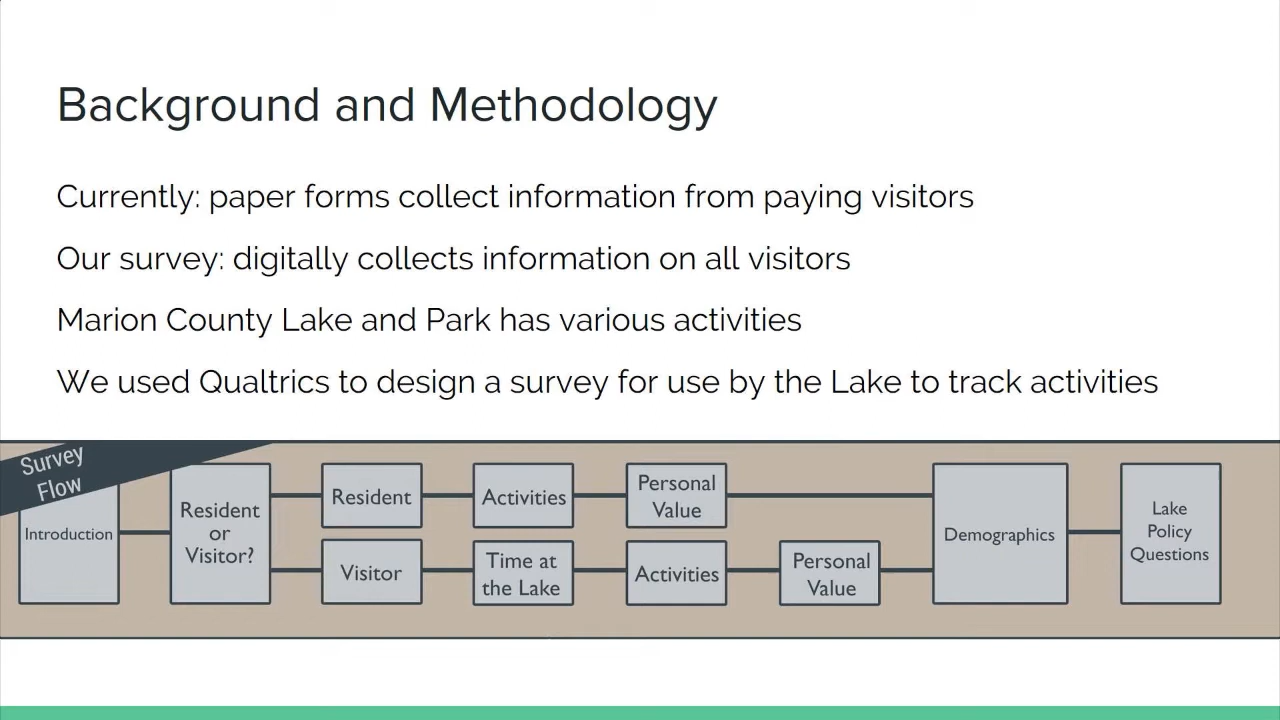 Background and Methodology
Currently: paper forms collect information from paying visitors
Our survey: digitally collects information on all visitors
Marion County Lake and Park has various activities
We used Qualtrics to design a survey for use by the Lake to track activities
Survey
Flow
Introduction
Resident
or
Visitor?
Resident
Activities
Personal
Value
Visitor
Time at
the Lake
Activities
Personal
Value
Demographics
Lake
Policy
Questions